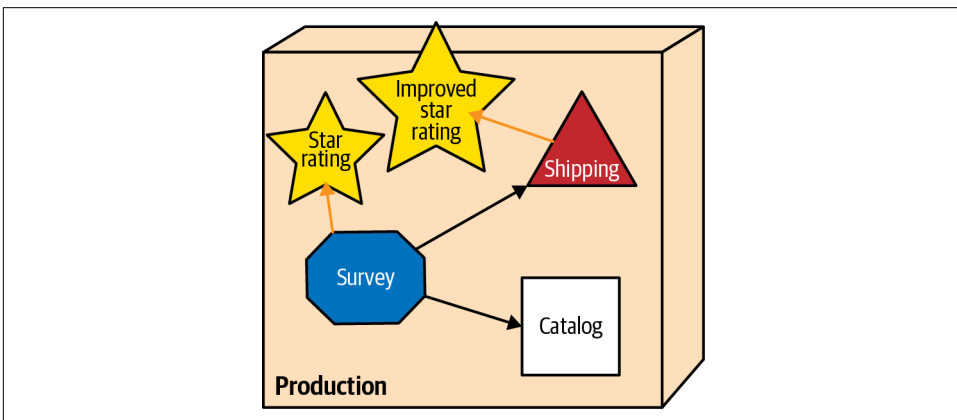 Improved
star
rating
Star
rating
Shipping
Survey
Catalog
Production